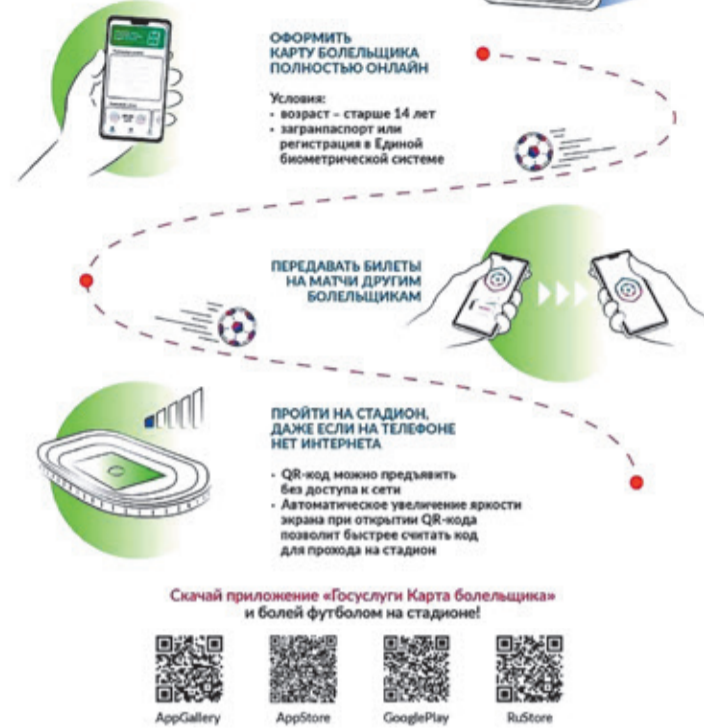 ОФОРМИТЬ
КАРТУ БОЛЕЛЬЩИКА
ПОЛНОСТЬЮ ОНЛАЙН
Условия:
- возраст – старше 14 лет
- загранпаспорт или
регистрация в Единой
биометрической системе
ПЕРЕДАВАТЬ БИЛЕТЫ
НА МАТЧИ ДРУГИМ
БОЛЕЛЬЩИКАМ
ПРОЙТИ НА СТАДИОН,
ДАЖЕ ЕСЛИ НА ТЕЛЕФОНЕ
НЕТ ИНТЕРНЕТА
- QR-код можно предъявить
без доступа к сети
- Автоматическое увеличение яркости
экрана при открытии QR-кода
позволит быстрее считать код
для прохода на стадион
Скачай приложение «Госуслуги Карта болельщика»
и болей футболом на стадионе!
AppGallery
AppStore
GooglePlay
RuStore